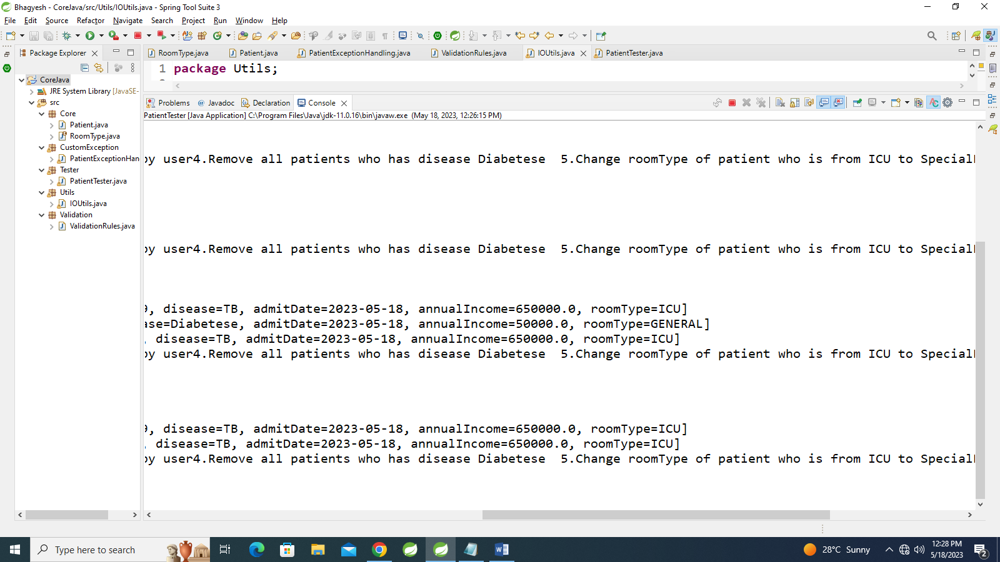 Bhagyesh - CoreJava/src/Utils/IOUtils.java - Spring Tool Suite 3
File Edit Source Refactor Navigate Search Project Run Window Help
Package Explorer
RoomType.java Patient.java PatientExceptionHandling.java ValidationRules.java IOUtils.java PatientTester.java
1 package Utils;
CoreJava
JRE System Library [JavaSE-
src
Core
Patient.java
RoomType.java
CustomException
PatientExceptionHan
Tester
PatientTester.java
Utils
IOUtils.java
Validation
ValidationRules.java
Problems @ Javadoc Declaration Console
PatientTester [Java Application] C:\Program Files\Java\jdk-11.0.16\bin\javaw.exe (May 18, 2023, 12:26:15 PM)
by user4.Remove all patients who has disease Diabetese  5.Change roomType of patient who is from ICU to Special
by user4.Remove all patients who has disease Diabetese  5.Change roomType of patient who is from ICU to Special
, disease=TB, admitDate=2023-05-18, annualIncome=650000.0, roomType=ICU]
ase=Diabetese, admitDate=2023-05-18, annualIncome=50000.0, roomType=GENERAL]
, disease=TB, admitDate=2023-05-18, annualIncome=650000.0, roomType=ICU]
by user4.Remove all patients who has disease Diabetese  5.Change roomType of patient who is from ICU to Special
, disease=TB, admitDate=2023-05-18, annualIncome=650000.0, roomType=ICU]
, disease=TB, admitDate=2023-05-18, annualIncome=650000.0, roomType=ICU]
by user4.Remove all patients who has disease Diabetese  5.Change roomType of patient who is from ICU to Special
Type here to search
28°C Sunny
12:28 PM
5/18/2023
2